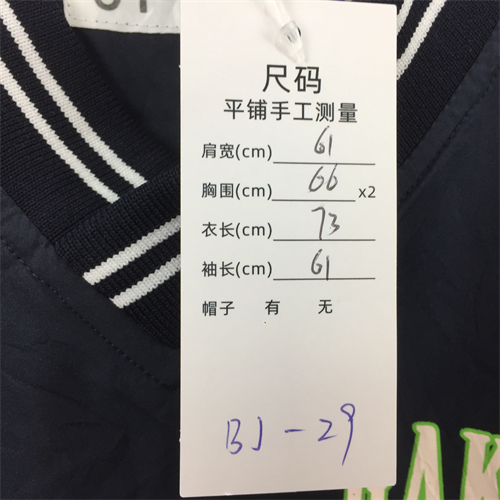 尺码
平铺手工测量
肩宽(cm) 61
胸围(cm) 66 x2
衣长(cm) 73
袖长(cm) 61
帽子 有 无
BJ-29